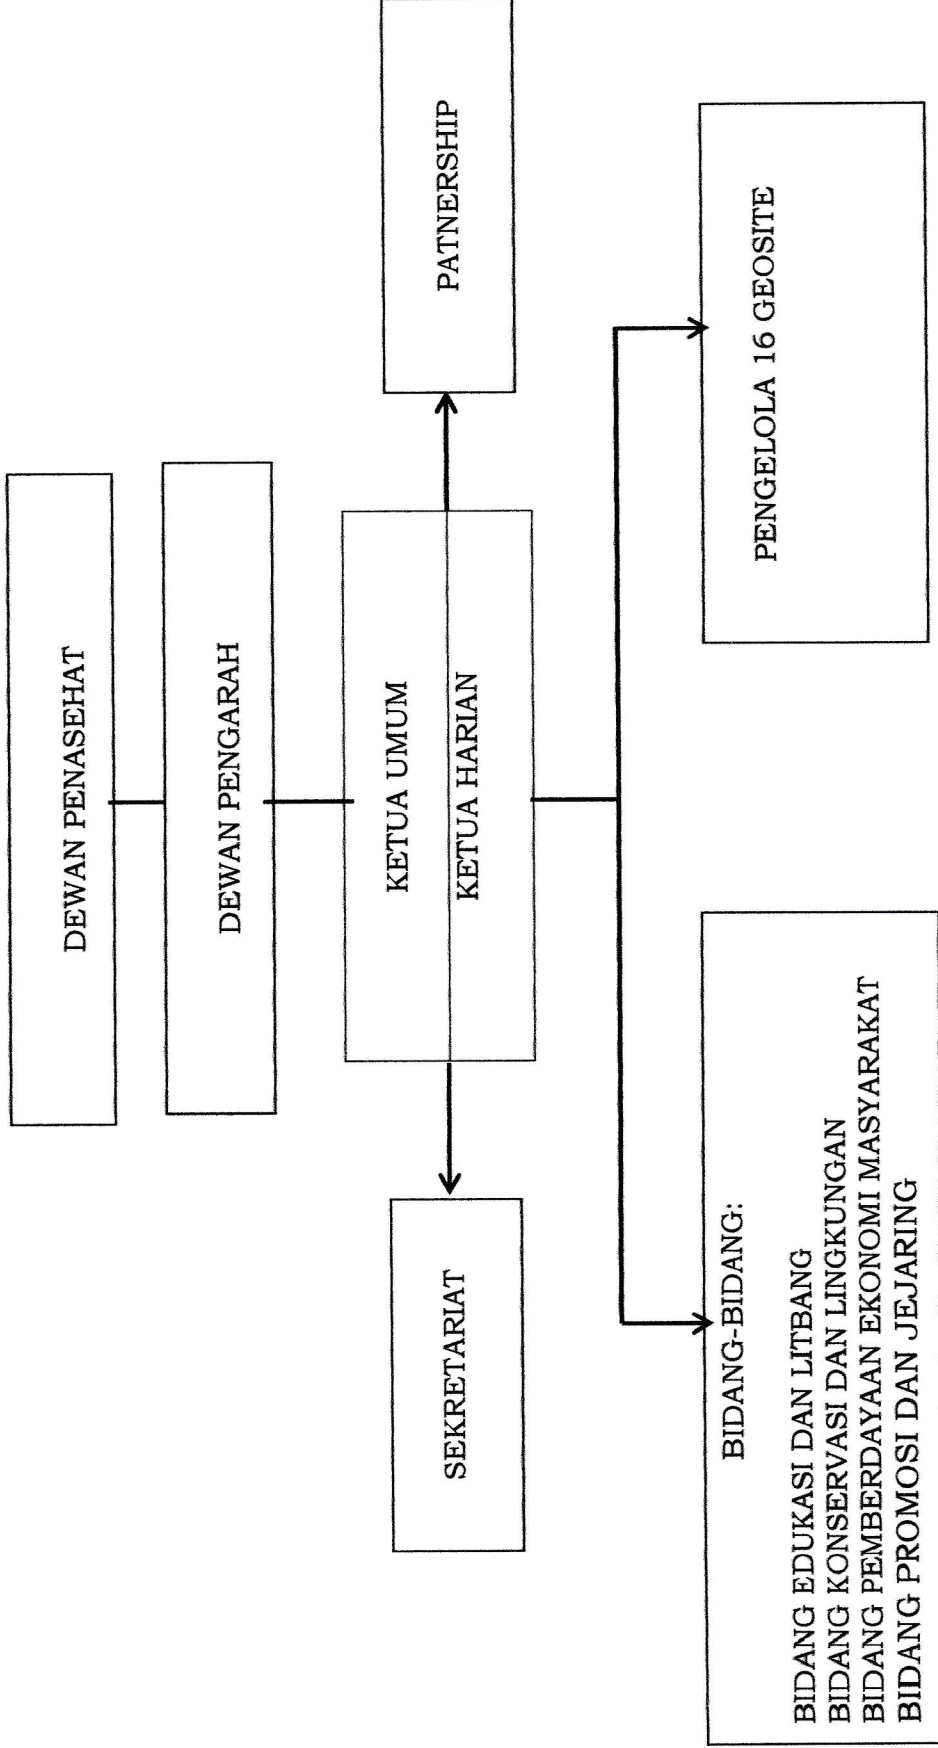 DEWAN PENASEHAT
DEWAN PENGARAH
KETUA UMUM
KETUA HARIAN
SEKRETARIAT
PATNERSHIP
BIDANG-BIDANG:
BIDANG EDUKASI DAN LITBANG
BIDANG KONSERVASI DAN LINGKUNGAN
BIDANG PEMBERDAYAAN EKONOMI MASYARAKAT
BIDANG PROMOSI DAN JEJARING
PENGELOLA 16 GEOSITE